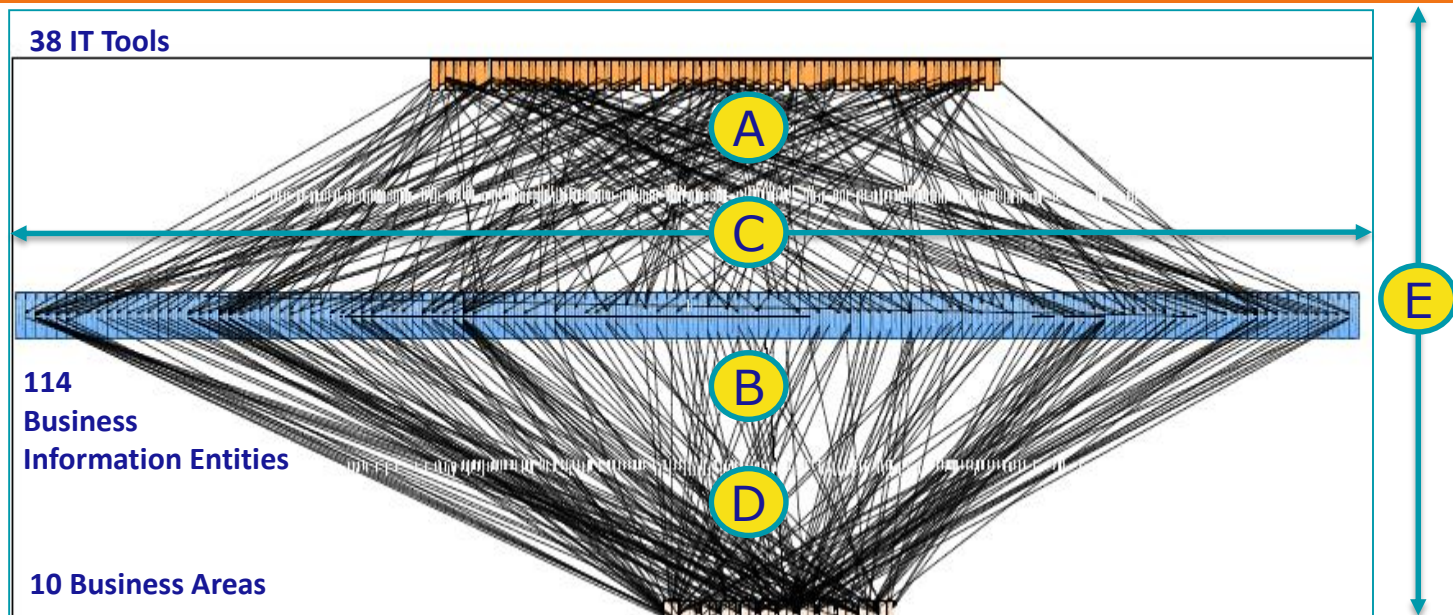 38 IT Tools
A
C
E
114
Business
Information Entities
B
D
10 Business Areas